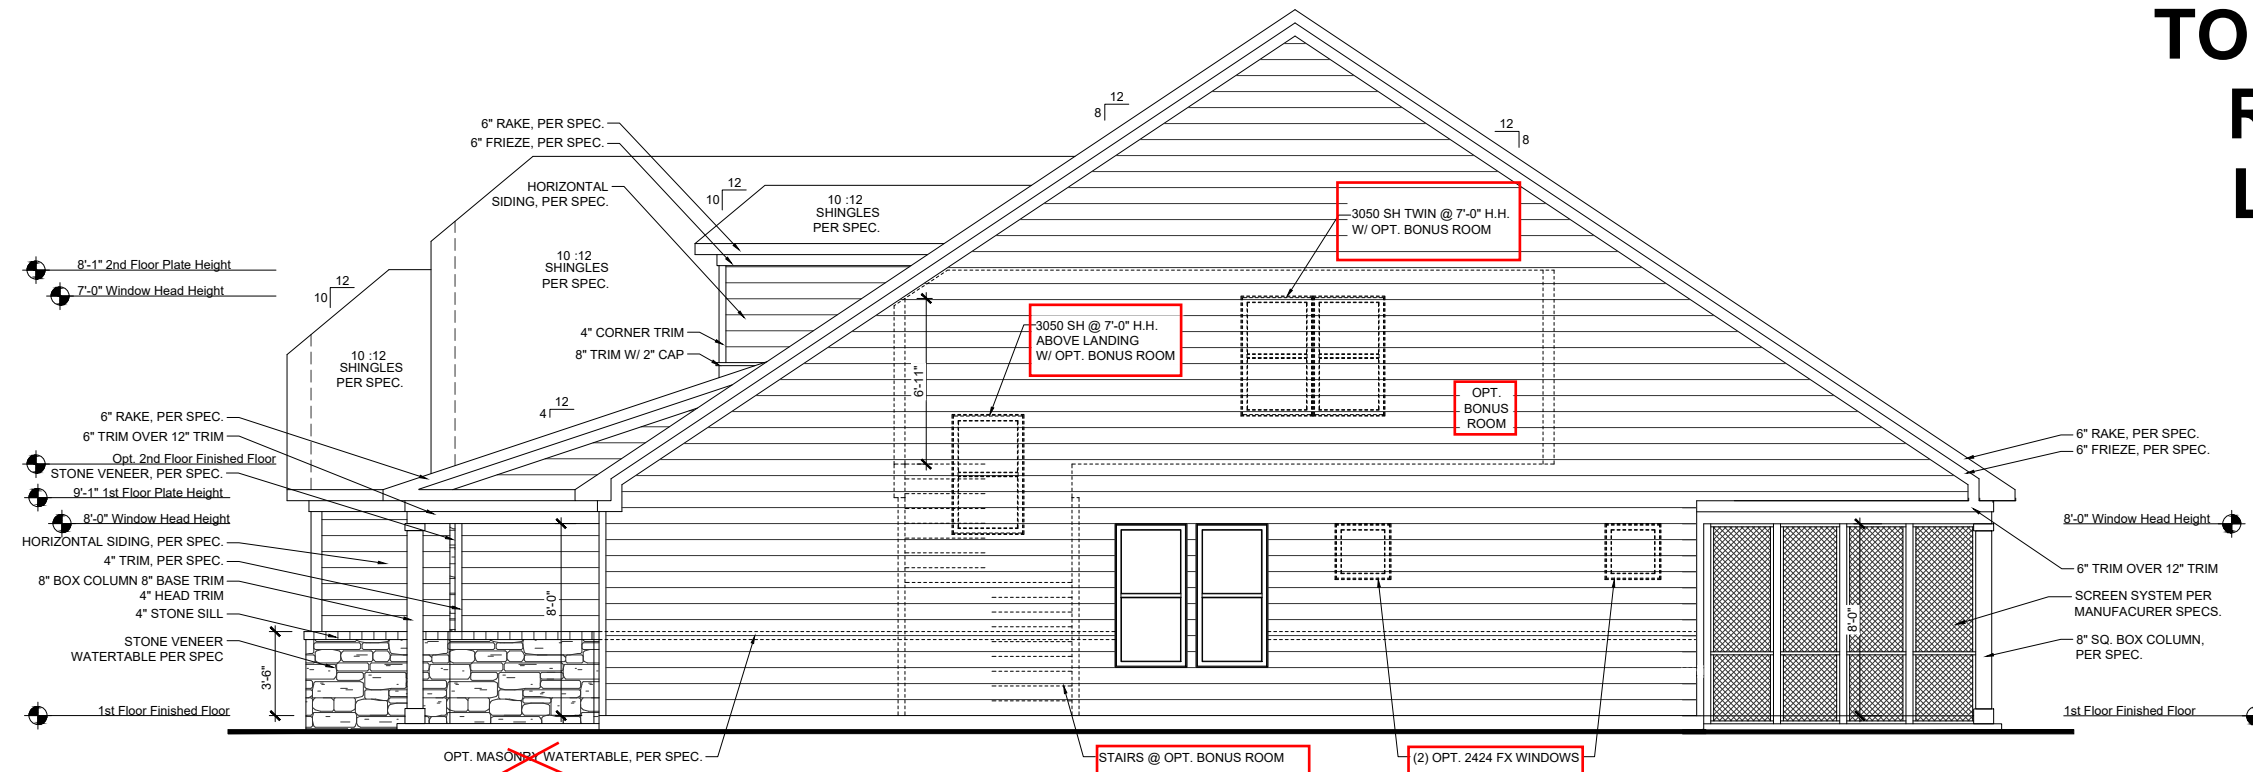 TO
R
L
12
8
12
8
6" RAKE, PER SPEC.
6" FRIEZE, PER SPEC.
HORIZONTAL
SIDING, PER SPEC.
12
10
10 :12
SHINGLES
PER SPEC.
3050 SH TWIN @ 7'-0" H.H.
W/ OPT. BONUS ROOM
8'-1" 2nd Floor Plate Height
7'-0" Window Head Height
12
10
10 :12
SHINGLES
PER SPEC.
4" CORNER TRIM
8" TRIM W/ 2" CAP
3050 SH @ 7'-0" H.H.
ABOVE LANDING
W/ OPT. BONUS ROOM
6'-11"
10 :12
SHINGLES
PER SPEC.
12
4
OPT.
BONUS
ROOM
6" RAKE, PER SPEC.
6" TRIM OVER 12" TRIM
Opt. 2nd Floor Finished Floor
STONE VENEER, PER SPEC.
9'-1" 1st Floor Plate Height
8'-0" Window Head Height
HORIZONTAL SIDING, PER SPEC.
4" TRIM, PER SPEC.
8" BOX COLUMN 8" BASE TRIM
4" HEAD TRIM
4" STONE SILL
STONE VENEER
WATERTABLE PER SPEC
3'-6"
8'-0"
1st Floor Finished Floor
6" RAKE, PER SPEC.
6" FRIEZE, PER SPEC.
8'-0" Window Head Height
6" TRIM OVER 12" TRIM
SCREEN SYSTEM PER
MANUFACURER SPECS.
8'-0"
8" SQ. BOX COLUMN,
PER SPEC.
1st Floor Finished Floor
OPT. MASONRY WATERTABLE, PER SPEC.
STAIRS @ OPT. BONUS ROOM
(2) OPT. 2424 FX WINDOWS